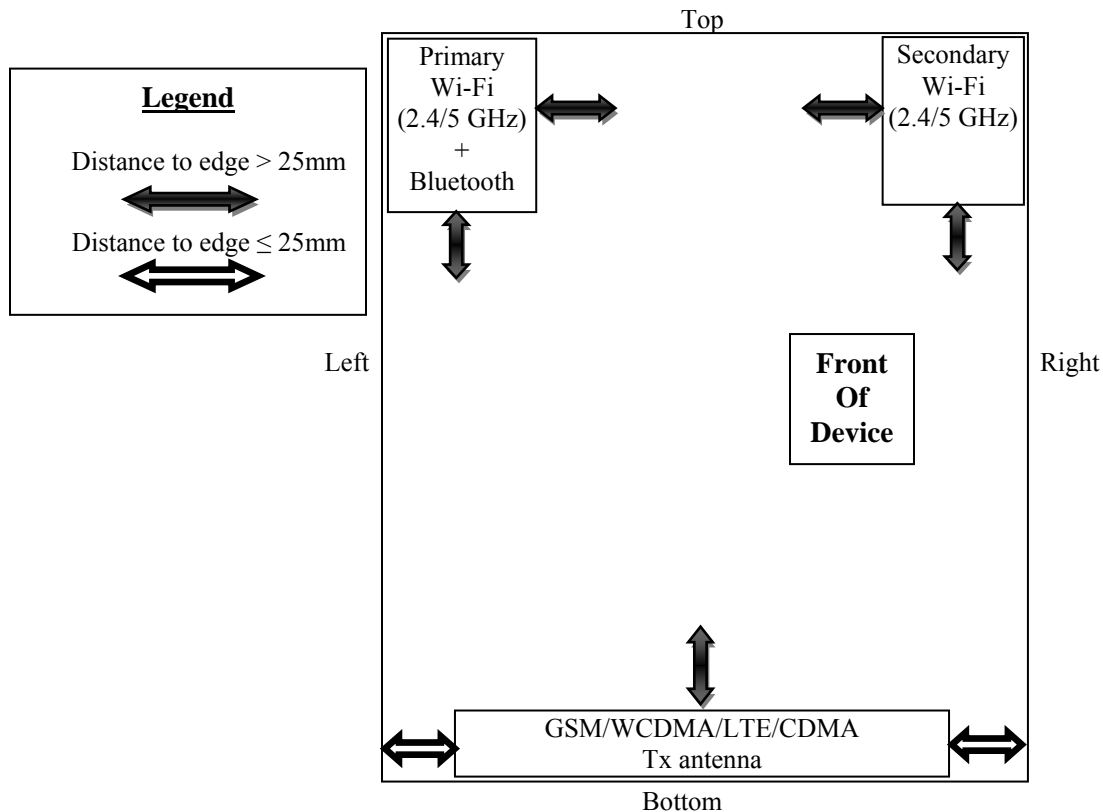 Top
Legend
Distance to edge > 25mm
Distance to edge ≤ 25mm
Primary
Wi-Fi
(2.4/5 GHz)
+
Bluetooth
Secondary
Wi-Fi
(2.4/5 GHz)
Left
Front
Of
Device
Right
GSM/WCDMA/LTE/CDMA
Tx antenna
Bottom